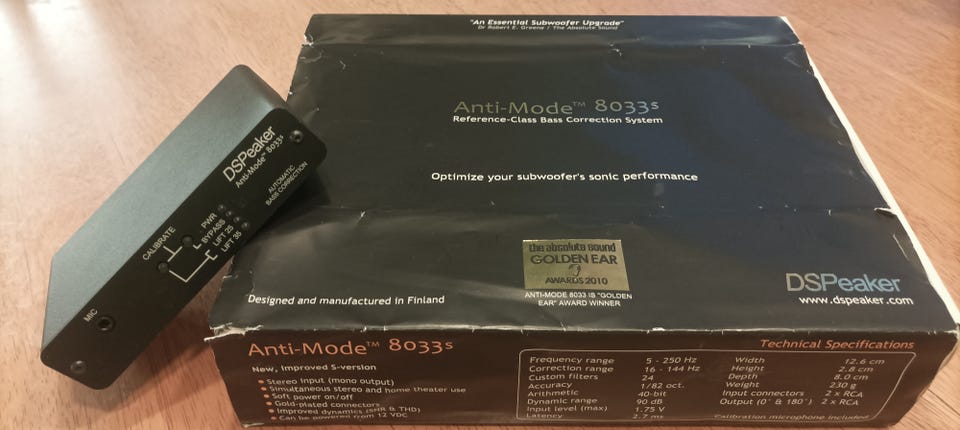 DSPeaker
Anti-Mode™ 8033s
AUTOMATIC
BASS CORRECTION
CALIBRATE
PWR
BYPASS
LIFT 25
LIFT 35
MIC
"An Essential Subwoofer Upgrade"
Dr Robert E. Greene / The Absolute Sound
Anti-Mode™ 8033s
Reference-Class Bass Correction System
Optimize your subwoofer's sonic performance
the absolute sound
GOLDEN EAR
AWARDS 2010
ANTI-MODE 8033 IS "GOLDEN
EAR" AWARD WINNER
Designed and manufactured in Finland
DSPeaker
www.dspeaker.com
Anti-Mode™ 8033s
New, improved S-version
• Stereo input (mono output)
• Simultaneous stereo and home theater use
• Soft power on/off
• Gold-plated connectors
• Improved dynamics (SNR & THD)
• Can be powered from 12 VDC
Technical Specifications
Frequency range 5 - 250 Hz Width 12.6 cm
Correction range 16 - 144 Hz Height 2.8 cm
Custom filters 24 Depth 8.0 cm
Accuracy 1/82 oct. Weight 230 g
Arithmetic 40-bit Input connectors 2 x RCA
Dynamic range 90 dB Output (0° & 180°) 2 x RCA
Input level (max) 1.75 V
Latency 2.7 ms Calibration microphone included